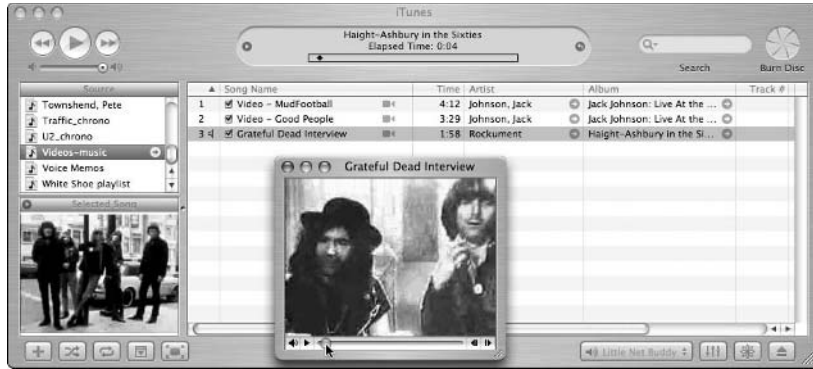 iTunes
Haight-Ashbury in the Sixties
Elapsed Time: 0:04
Search
Burn Disc
Source
Song Name Time Artist Album Track #
Townshend, Pete
Traffic_chrono
U2_chrono
Videos-music
Voice Memos
White Shoe playlist
1 Video - MudFootball 4:12 Johnson, Jack Jack Johnson: Live At the ...
2 Video - Good People 3:29 Johnson, Jack Jack Johnson: Live At the ...
3 Grateful Dead Interview 1:58 Rockument Haight-Ashbury in the Si...
Selected Song
Grateful Dead Interview
Little Net Buddy